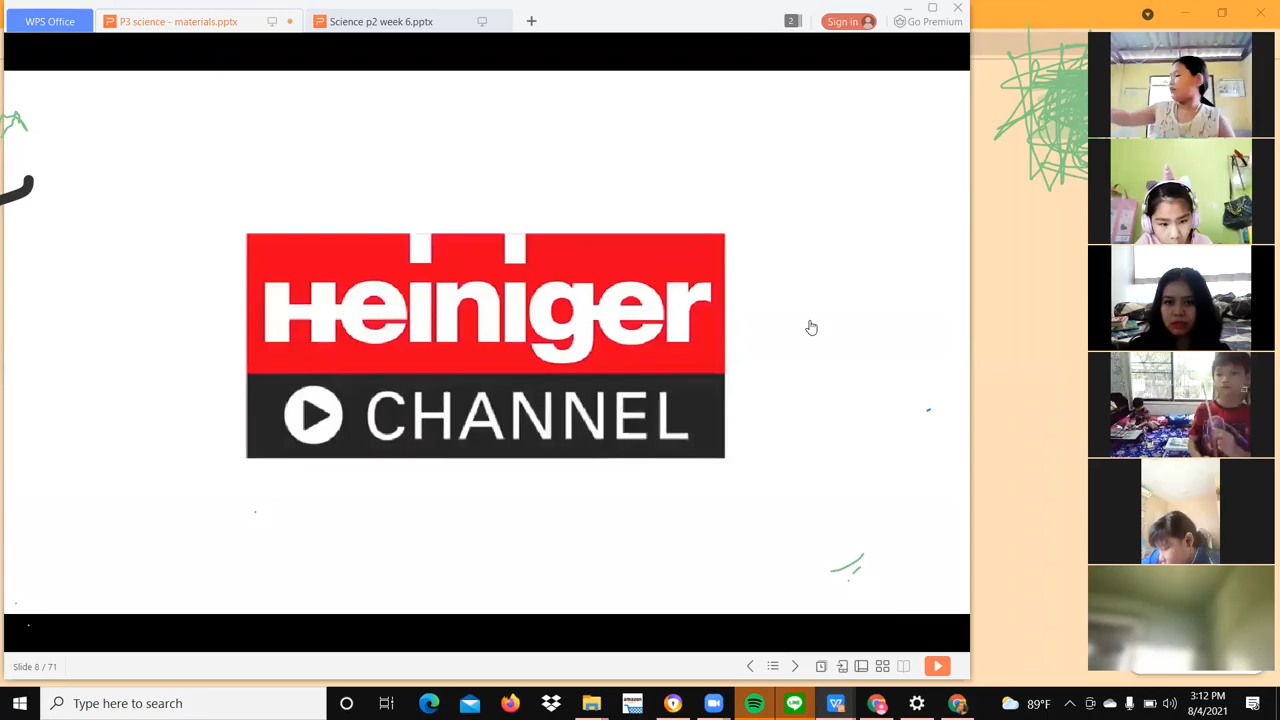 WPS Office
P3 science - materials.pptx
Science p2 week 6.pptx
2
Sign in
Go Premium
Heiniger
CHANNEL
Slide 8 / 71
Type here to search
89°F
3:12 PM
8/4/2021